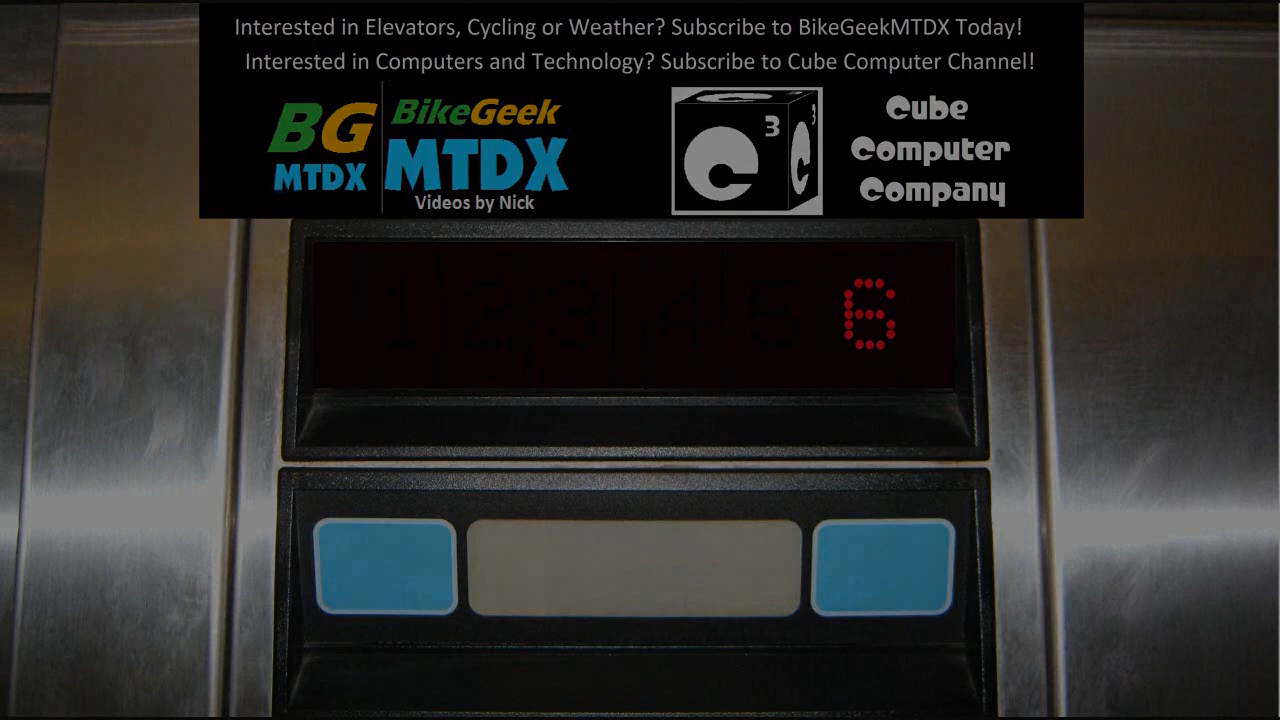 Interested in Elevators, Cycling or Weather? Subscribe to BikeGeekMTDX Today!
Interested in Computers and Technology? Subscribe to Cube Computer Channel!
BG
MTDX
BikeGeek
MTDX
Videos by Nick
C 3
C 3
Cube
Computer
Company
1 2 3 4 5 6